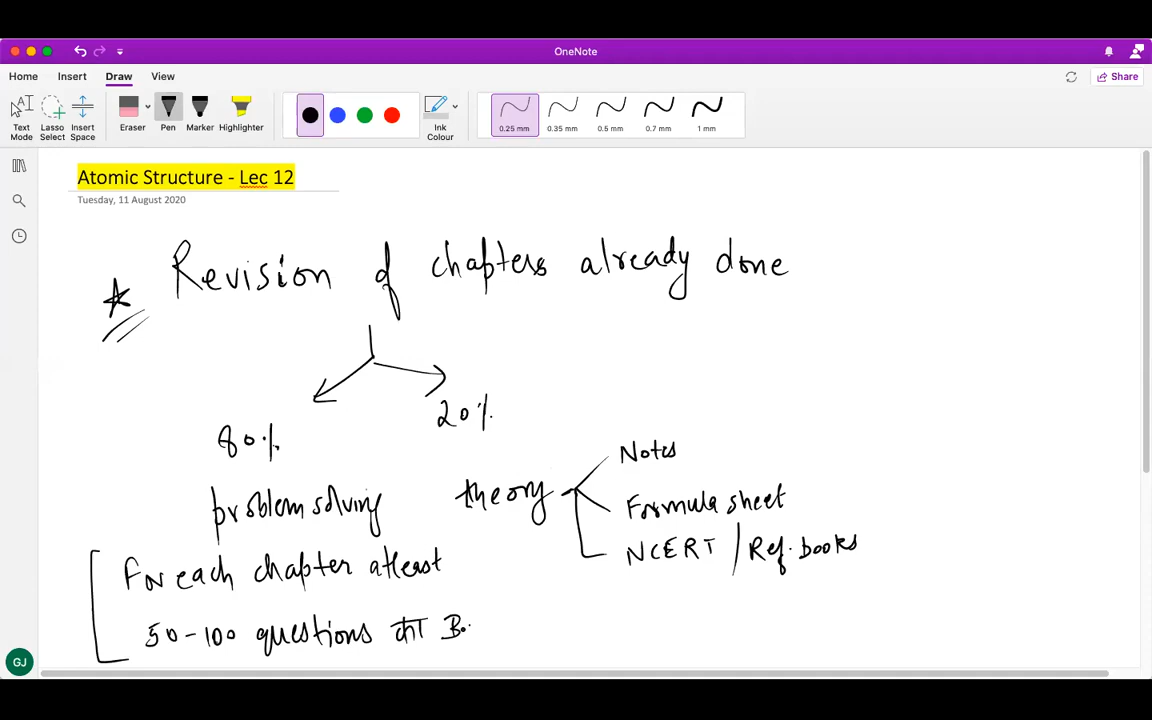 OneNote
Home Insert Draw View
Share
Text Mode
Lasso Select
Insert Space
Eraser
Pen
Marker
Highlighter
Ink Colour
0.25 mm
0.35 mm
0.5 mm
0.7 mm
1 mm
Atomic Structure - Lec 12
Tuesday, 11 August 2020
Revision of chapters already done
80% 20%
problem solving theory
Notes
Formula sheet
NCERT / Ref. books
For each chapter atleast
50-100 questions
GJ